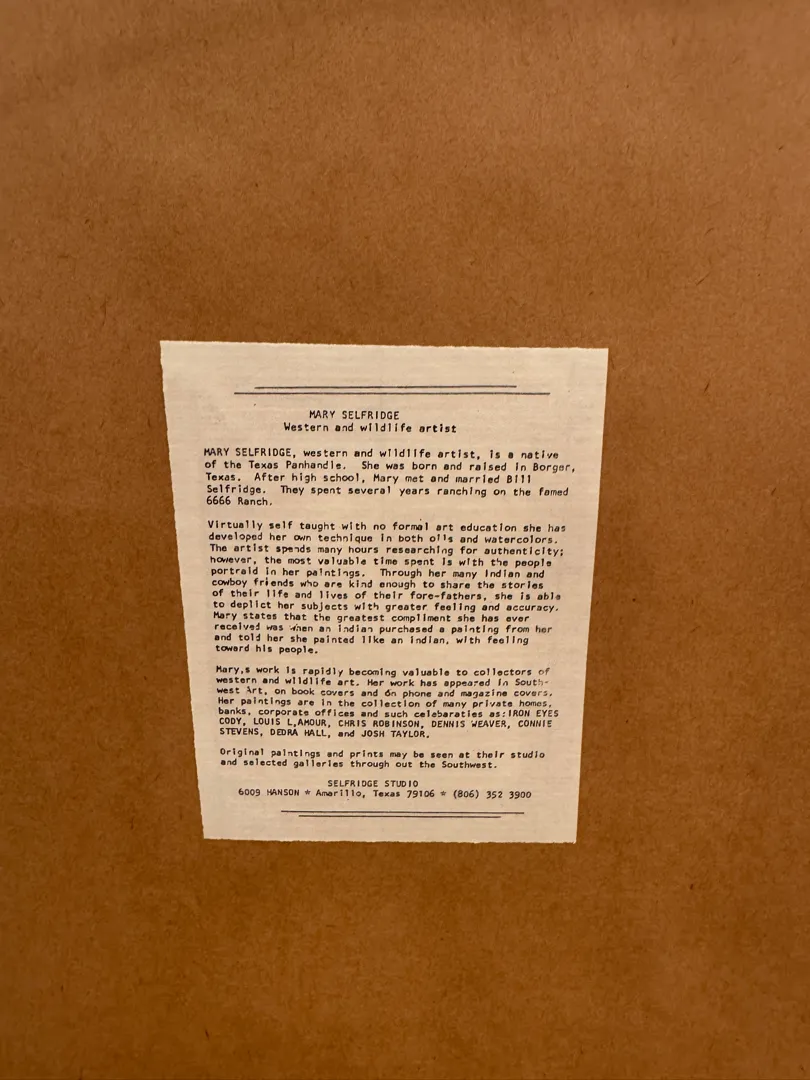 MARY SELFRIDGE
Western and wildlife artist
MARY SELFRIDGE, western and wildlife artist, is a native
of the Texas Panhandle. She was born and raised in Borger,
Texas. After high school, Mary met and married Bill
Selfridge. They spent several years ranching on the famed
6666 Ranch.
Virtually self taught with no formal art education she has
developed her own technique in both oils and watercolors.
The artist spends many hours researching for authenticity;
however, the most valuable time spent is with the people
portraid in her paintings. Through her many Indian and
cowboy friends who are kind enough to share the stories
of their life and lives of their fore-fathers, she is able
to deplict her subjects with greater feeling and accuracy.
Mary states that the greatest compliment she has ever
received was when an Indian purchased a painting from her
and told her she painted like an Indian, with feeling
toward his people.
Mary,s work is rapidly becoming valuable to collectors of
western and wildlife art. Her work has appeared in South-
west Art, on book covers and on phone and magazine covers.
Her paintings are in the collection of many private homes,
banks, corporate offices and such celebaraties as:IRON EYES
CODY, LOUIS L,AMOUR, CHRIS ROBINSON, DENNIS WEAVER, CONNIE
STEVENS, DEDRA HALL, and JOSH TAYLOR.
Original paintings and prints may be seen at their studio
and selected galleries through out the Southwest.
SELFRIDGE STUDIO
6009 HANSON * Amarillo, Texas 79106 * (806) 352 3900